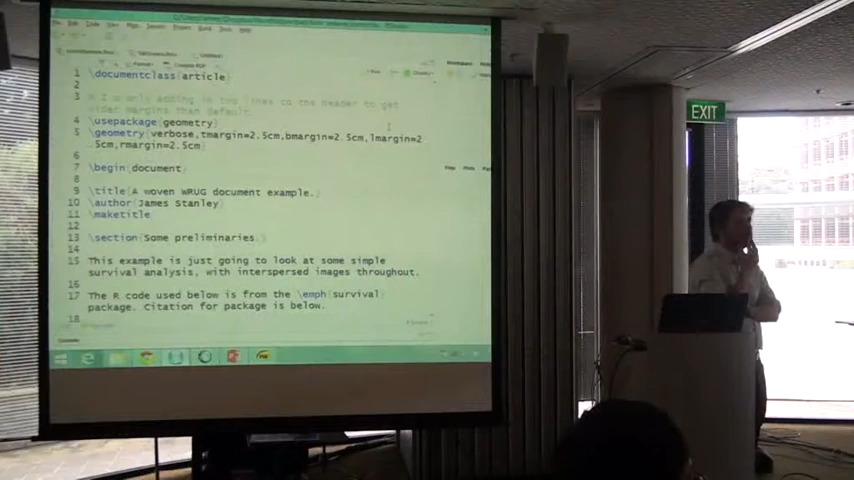 1 \documentclass{article}
2
3 % I'm only adding in two lines to the header to get
wider margins than default.
4 \usepackage{geometry}
5 \geometry{verbose,tmargin=2.5cm,bmargin=2.5cm,lmargin=2
.5cm,rmargin=2.5cm}
6
7 \begin{document}
8
9 \title{A woven WRUG document example.}
10 \author{James Stanley}
11 \maketitle
12
13 \section{Some preliminaries.}
14
15 This example is just going to look at some simple
survival analysis, with interspersed images throughout.
16
17 The R code used below is from the \emph{survival}
package. Citation for package is below.
18
EXIT